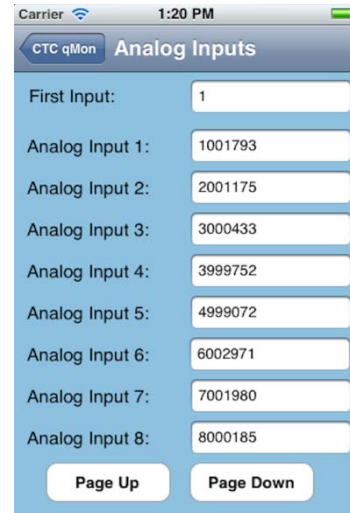 Carrier 1:20 PM
CTC qMon Analog Inputs
First Input: 1
Analog Input 1: 1001793
Analog Input 2: 2001175
Analog Input 3: 3000433
Analog Input 4: 3999752
Analog Input 5: 4999072
Analog Input 6: 6002971
Analog Input 7: 7001980
Analog Input 8: 8000185
Page Up Page Down